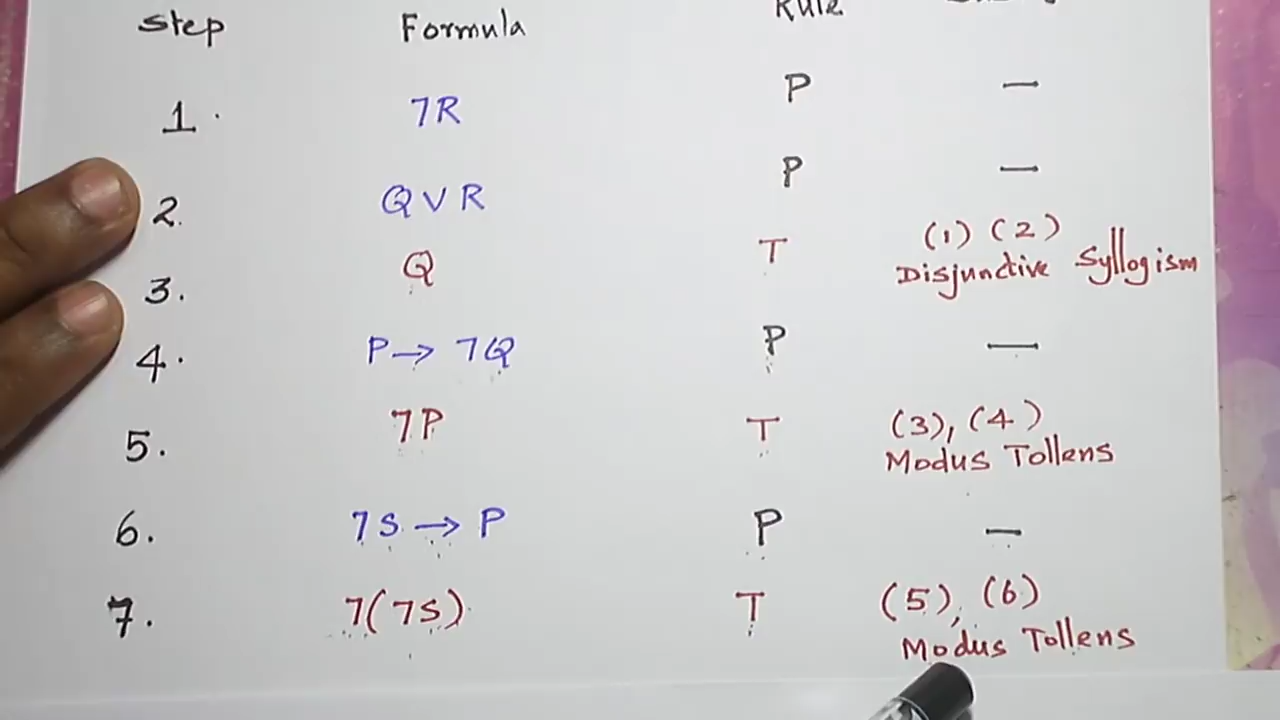 Step Formula Rule
1. 7R P —
2. Q V R P —
3. Q T (1) (2)
Disjunctive Syllogism
4. P → 7Q P —
5. 7P T (3), (4)
Modus Tollens
6. 7S → P P —
7. 7(7S) T (5), (6)
Modus Tollens